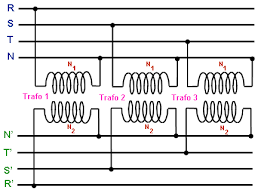 R
S
T
N
N₁ N₁ N₁
Trafo 1 Trafo 2 Trafo 3
N₂ N₂ N₂
N'
T'
S'
R'